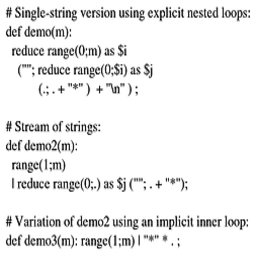 # Single-string version using explicit nested loops:
def demo(m):
reduce range(0;m) as $i
(""; reduce range(0;$i) as $j
(.; . + "*" ) + "\n" ) ;
# Stream of strings:
def demo2(m):
range(1;m)
| reduce range(0;.) as $j (""; . + "*");
# Variation of demo2 using an implicit inner loop:
def demo3(m): range(1;m) | "*" * . ;